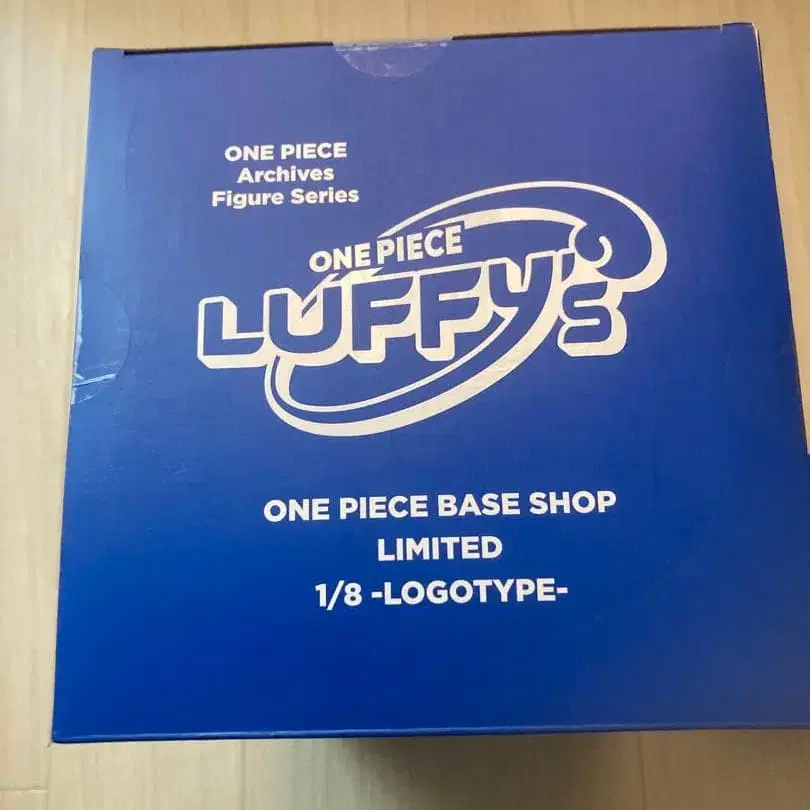 ONE PIECE
Archives
Figure Series
ONE PIECE
LUFFY's
ONE PIECE BASE SHOP
LIMITED
1/8 -LOGOTYPE-